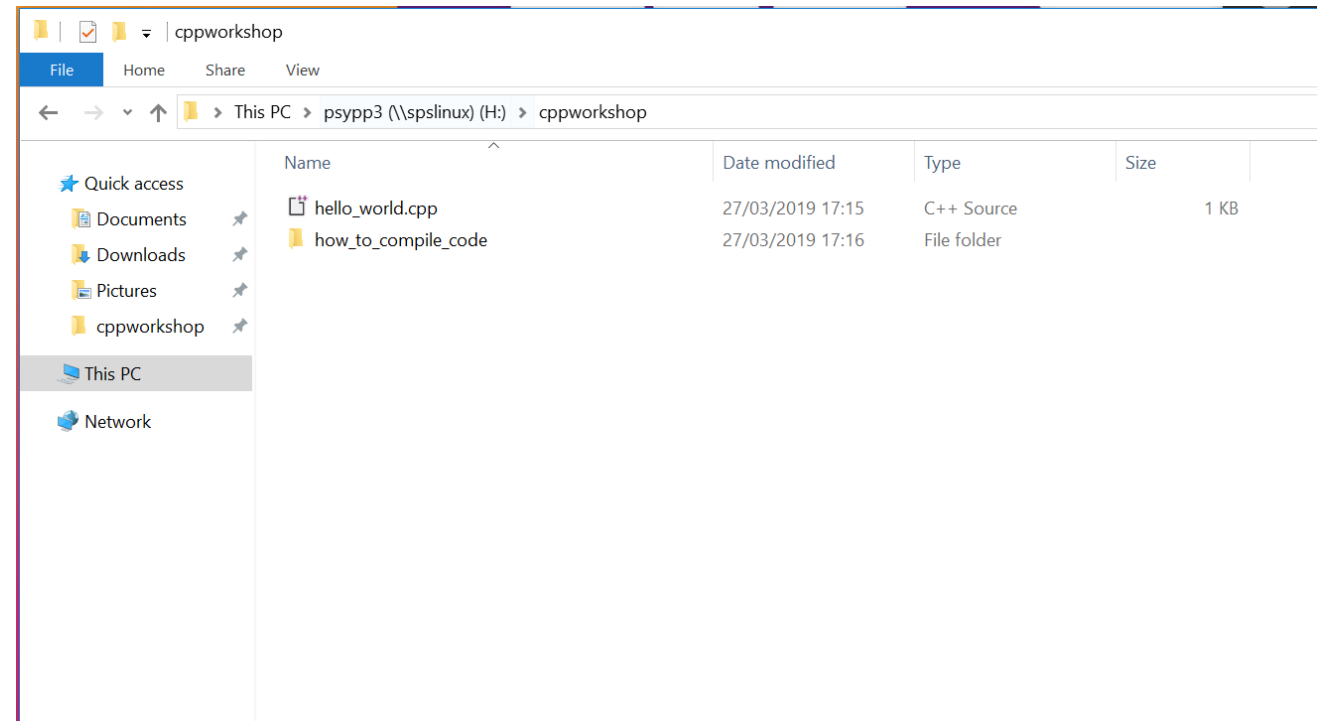 cppworkshop
File Home Share View
This PC psypp3 (\\spslinux) (H:) cppworkshop
Name Date modified Type Size
Quick access
hello_world.cpp 27/03/2019 17:15 C++ Source 1 KB
Documents
how_to_compile_code 27/03/2019 17:16 File folder
Downloads
Pictures
cppworkshop
This PC
Network